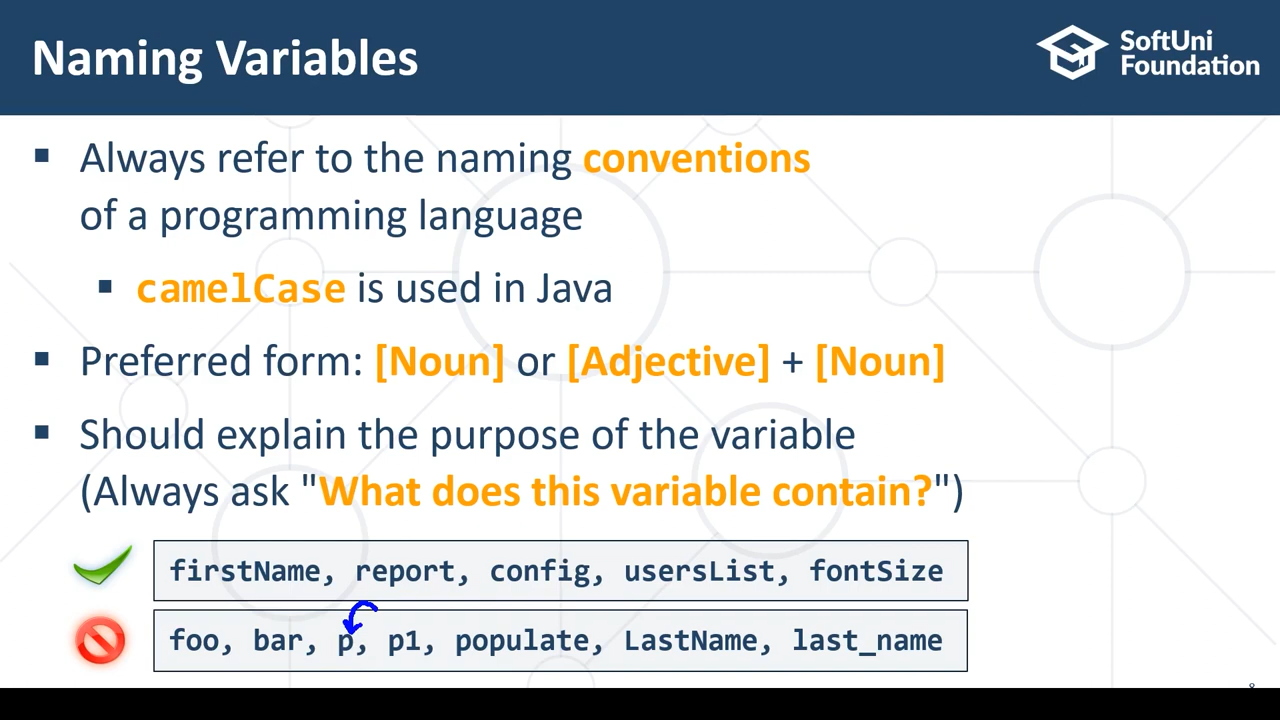 Naming Variables
SoftUni
Foundation
Always refer to the naming conventions
of a programming language
camelCase is used in Java
Preferred form: [Noun] or [Adjective] + [Noun]
Should explain the purpose of the variable
(Always ask "What does this variable contain?")
firstName, report, config, usersList, fontSize
foo, bar, p, p1, populate, LastName, last_name